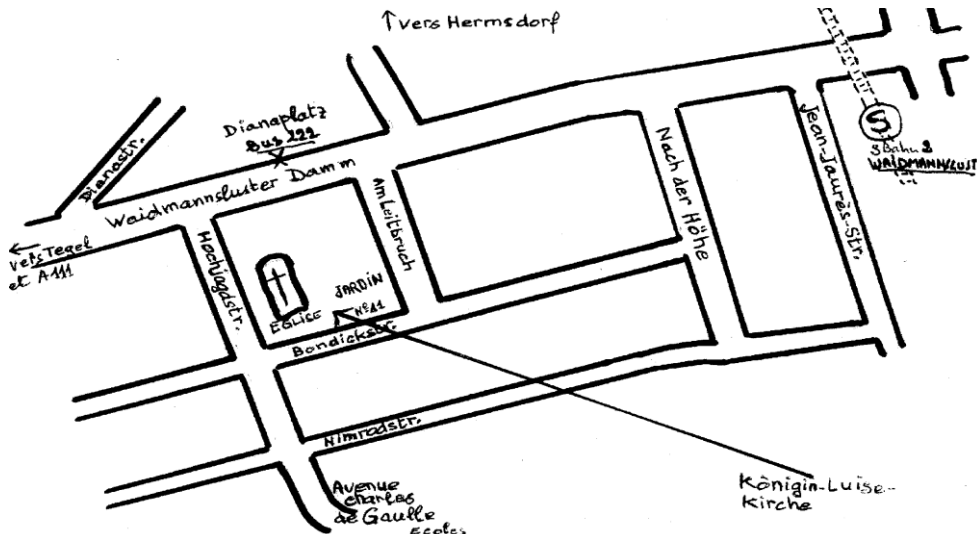 ↑vers Hermsdorf
Dianaplatz
Bus 222
Dianastr.
Waidmannsluster Damm
← vers Tegel
et A111
Hochjagdstr.
Am Leitbruch
Nach der Höhe
Jean-Jaurès-Str.
S
S Bahn 2
WAIDMANNSLUST
JARDIN
N°11
EGLISE
Bondickstr.
Nimrodstr.
Avenue
charles
de Gaulle
Ecoles
Königin-Luise-
Kirche